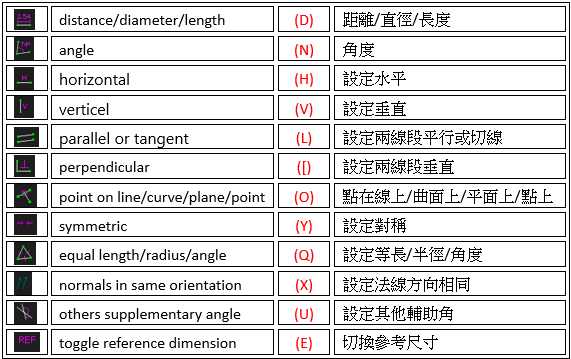 2.54 distance/diameter/length (D) 距離/直徑/長度
angle (N) 角度
H horizontal (H) 設定水平
V verticel (V) 設定垂直
parallel or tangent (L) 設定兩線段平行或切線
perpendicular ([) 設定兩線段垂直
point on line/curve/plane/point (O) 點在線上/曲面上/平面上/點上
symmetric (Y) 設定對稱
equal length/radius/angle (Q) 設定等長/半徑/角度
normals in same orientation (X) 設定法線方向相同
others supplementary angle (U) 設定其他輔助角
REF toggle reference dimension (E) 切換參考尺寸